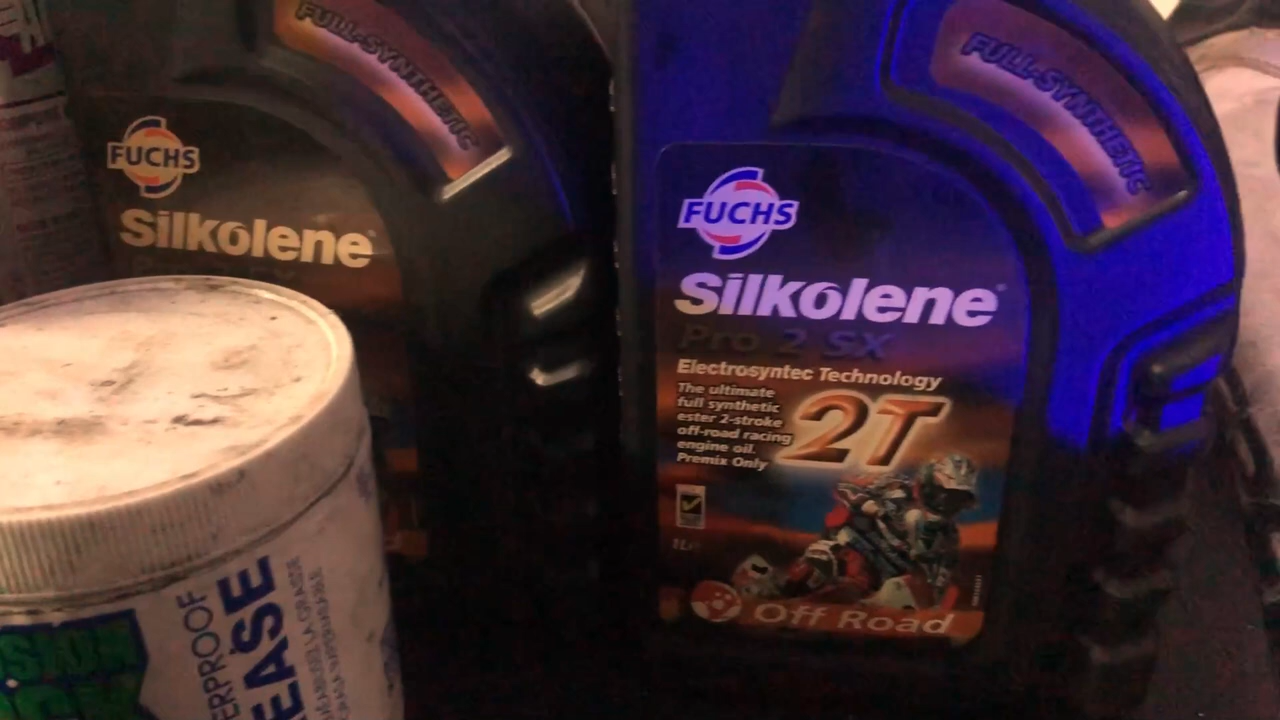 FULL-SYNTHETIC
FUCHS
Silkolene
FULL-SYNTHETIC
FUCHS
Silkolene
Pro 2 SX
Electrosyntec Technology
The ultimate
full synthetic
ester 2-stroke
off-road racing
engine oil.
Premix Only
2T
Off Road
ERPROOF
EASE